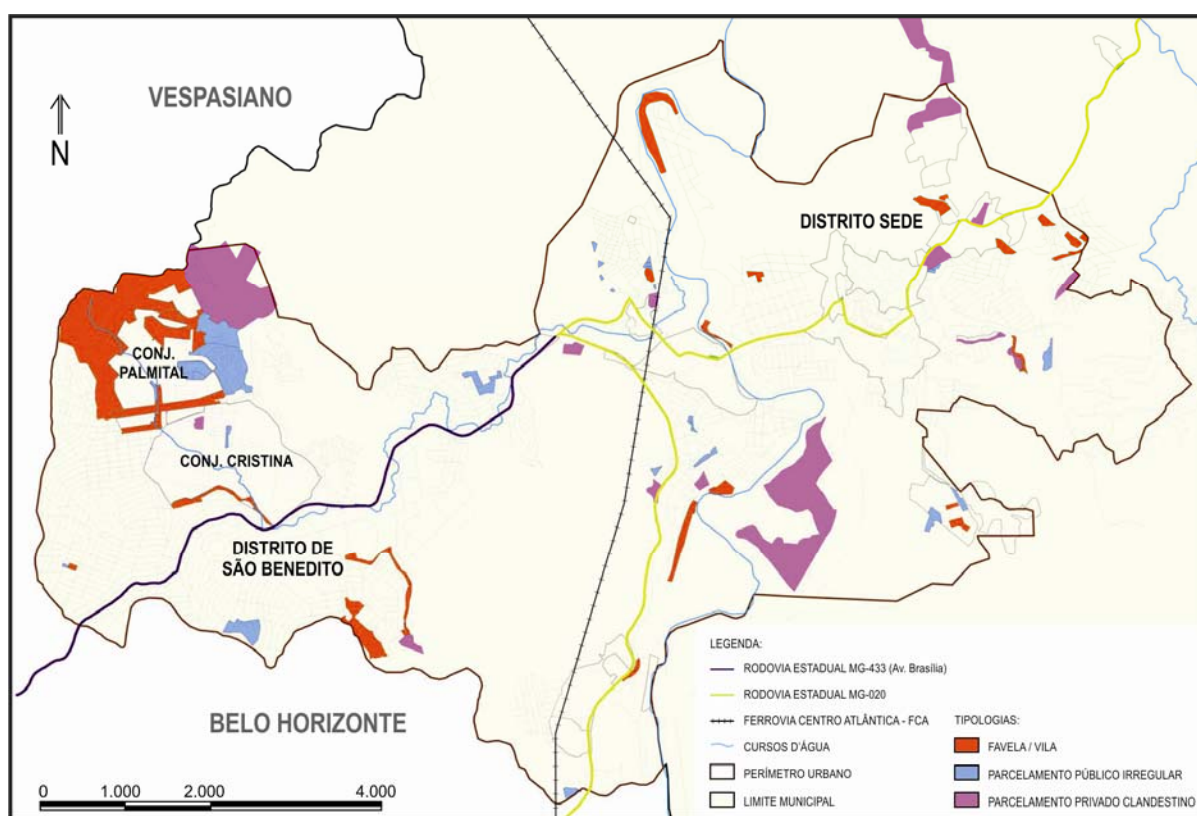 VESPASIANO
N
DISTRITO SEDE
CONJ.
PALMITAL
CONJ. CRISTINA
DISTRITO DE
SÃO BENEDITO
BELO HORIZONTE
0 1.000 2.000 4.000
LEGENDA:
RODOVIA ESTADUAL MG-433 (Av. Brasília)
RODOVIA ESTADUAL MG-020
FERROVIA CENTRO ATLÂNTICA - FCA
CURSOS D'ÁGUA
PERÍMETRO URBANO
LIMITE MUNICIPAL
TIPOLOGIAS:
FAVELA / VILA
PARCELAMENTO PÚBLICO IRREGULAR
PARCELAMENTO PRIVADO CLANDESTINO